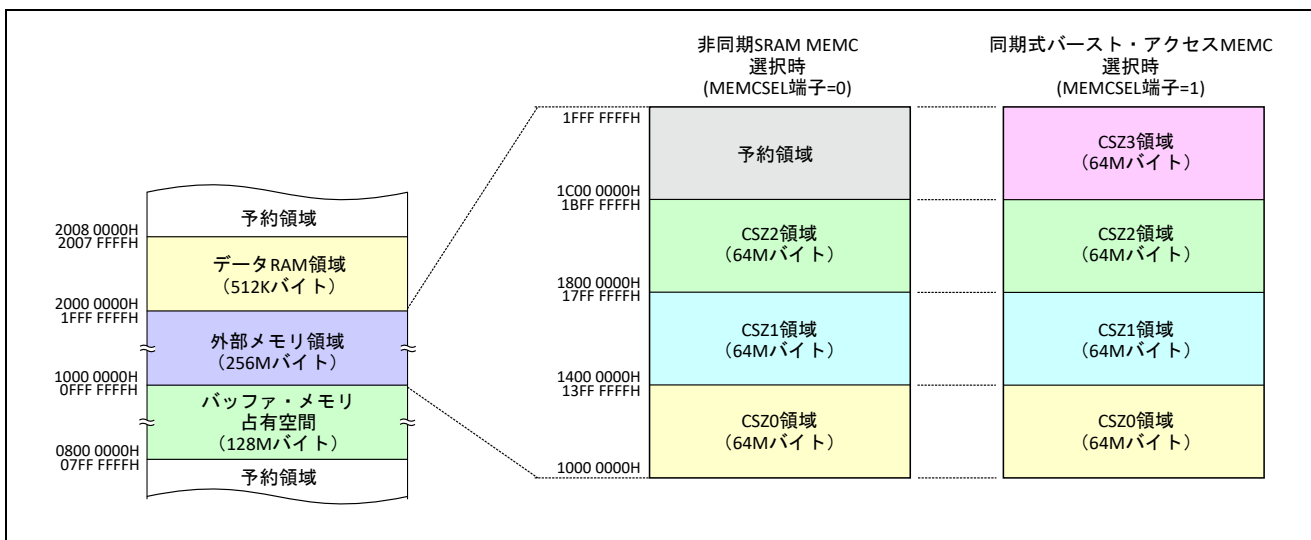 非同期SRAM MEMC
選択時
(MEMCSEL端子=0)
同期式バースト・アクセスMEMC
選択時
(MEMCSEL端子=1)
予約領域
2008 0000H
2007 FFFFH
データRAM領域
(512Kバイト)
2000 0000H
1FFF FFFFH
外部メモリ領域
(256Mバイト)
1000 0000H
0FFF FFFFH
バッファ・メモリ
占有空間
(128Mバイト)
0800 0000H
07FF FFFFH
予約領域
1FFF FFFFH
予約領域
1C00 0000H
1BFF FFFFH
CSZ2領域
(64Mバイト)
1800 0000H
17FF FFFFH
CSZ1領域
(64Mバイト)
1400 0000H
13FF FFFFH
CSZ0領域
(64Mバイト)
1000 0000H
CSZ3領域
(64Mバイト)
CSZ2領域
(64Mバイト)
CSZ1領域
(64Mバイト)
CSZ0領域
(64Mバイト)